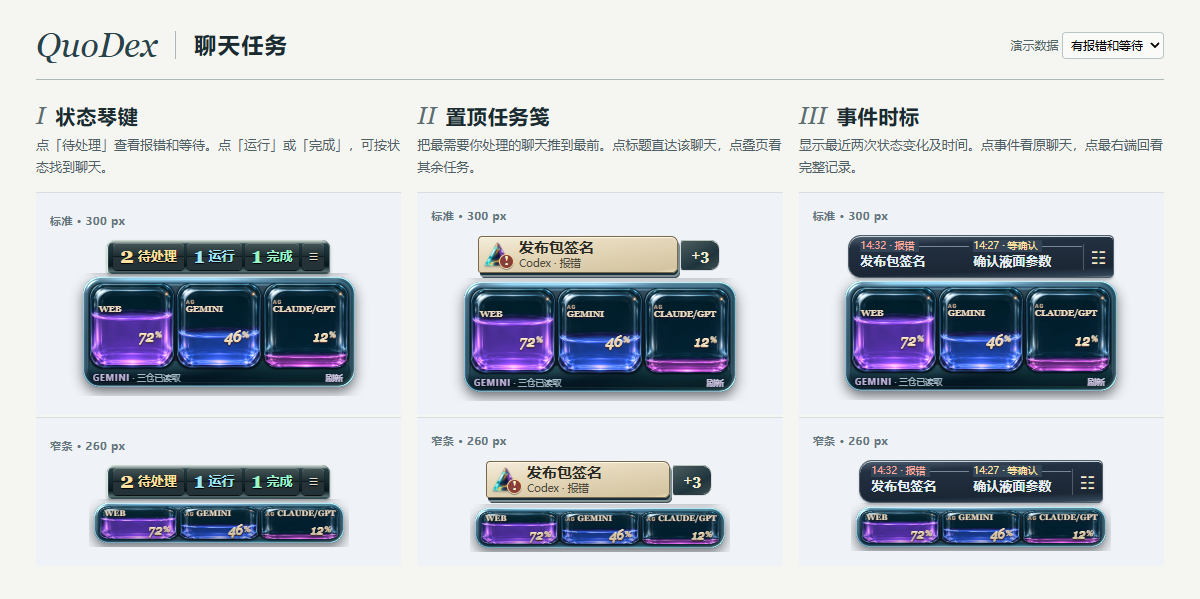 QuoDex 聊天任务
演示数据 有报错和等待
I 状态琴键
点「待处理」查看报错和等待。点「运行」或「完成」，可按状
态找到聊天。
标准 • 300 px
2 待处理 1 运行 1 完成 ≡
WEB
72%
AG
GEMINI
46%
CLAUDE/GPT
12%
GEMINI · 三仓已读取 刷新
窄条 • 260 px
2 待处理 1 运行 1 完成 ≡
WEB
72%
AG GEMINI
46%
AG CLAUDE/GPT
12%
II 置顶任务笺
把最需要你处理的聊天推到最前。点标题直达该聊天，点叠页看
其余任务。
标准 • 300 px
发布包签名
Codex · 报错
+3
WEB
72%
AG
GEMINI
46%
AG
CLAUDE/GPT
12%
GEMINI · 三仓已读取 刷新
窄条 • 260 px
发布包签名
Codex · 报错
+3
WEB
72%
AG GEMINI
46%
AG CLAUDE/GPT
12%
III 事件时标
显示最近两次状态变化及时间。点事件看原聊天，点最右端回看
完整记录。
标准 • 300 px
14:32 · 报错 14:27 · 等确认
发布包签名 确认液面参数
WEB
72%
AG
GEMINI
46%
AG
CLAUDE/GPT
12%
GEMINI · 三仓已读取 刷新
窄条 • 260 px
14:32 · 报错 14:27 · 等确认
发布包签名 确认液面参数
WEB
72%
AG GEMINI
46%
AG CLAUDE/GPT
12%